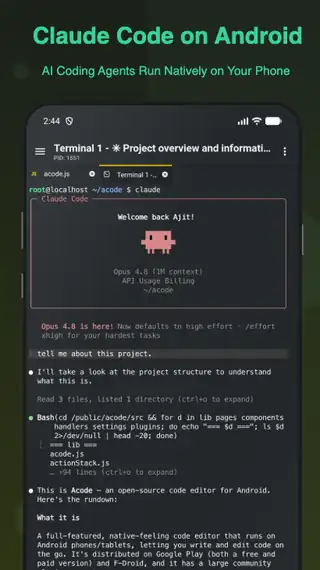 Claude Code on Android
AI Coding Agents Run Natively on Your Phone
2:44
Terminal 1 - ✳ Project overview and informati...
PID: 1551
JS acode.js
Terminal 1 -...
root@localhost ~/acode $ claude
Claude Code
Welcome back Ajit!
Opus 4.8 (1M context)
API Usage Billing
~/acode
Opus 4.8 is here! Now defaults to high effort · /effort
xhigh for your hardest tasks
tell me about this project.
● I'll take a look at the project structure to understand
what this is.
Read 3 files, listed 1 directory (ctrl+o to expand)
● Bash(cd /public/acode/src && for d in lib pages components
handlers settings plugins; do echo "=== $d ==="; ls $d
2>/dev/null | head -20; done)
=== lib ===
acode.js
actionStack.js
… +94 lines (ctrl+o to expand)
● This is Acode — an open-source code editor for Android.
Here's the rundown:
What it is
A full-featured, native-feeling code editor that runs on
Android phones/tablets, letting you write and edit code on
the go. It's distributed on Google Play (both a free and
paid version) and F-Droid, and it has a large community